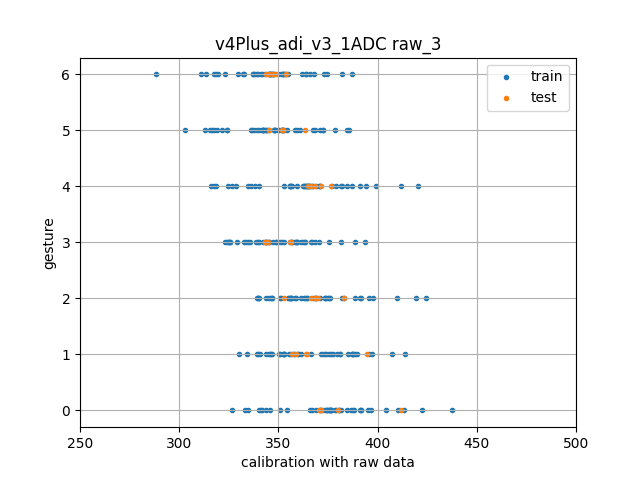 v4Plus_adi_v3_1ADC raw_3
train
test
6
5
4
3
2
1
0
gesture
250 300 350 400 450 500
calibration with raw data